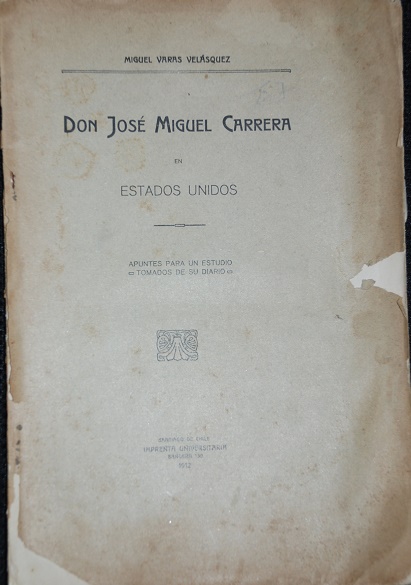 MIGUEL VARAS VELÁSQUEZ
DON JOSÉ MIGUEL CARRERA
EN
ESTADOS UNIDOS
APUNTES PARA UN ESTUDIO
TOMADOS DE SU DIARIO
SANTIAGO DE CHILE
IMPRENTA UNIVERSITARIA
1912